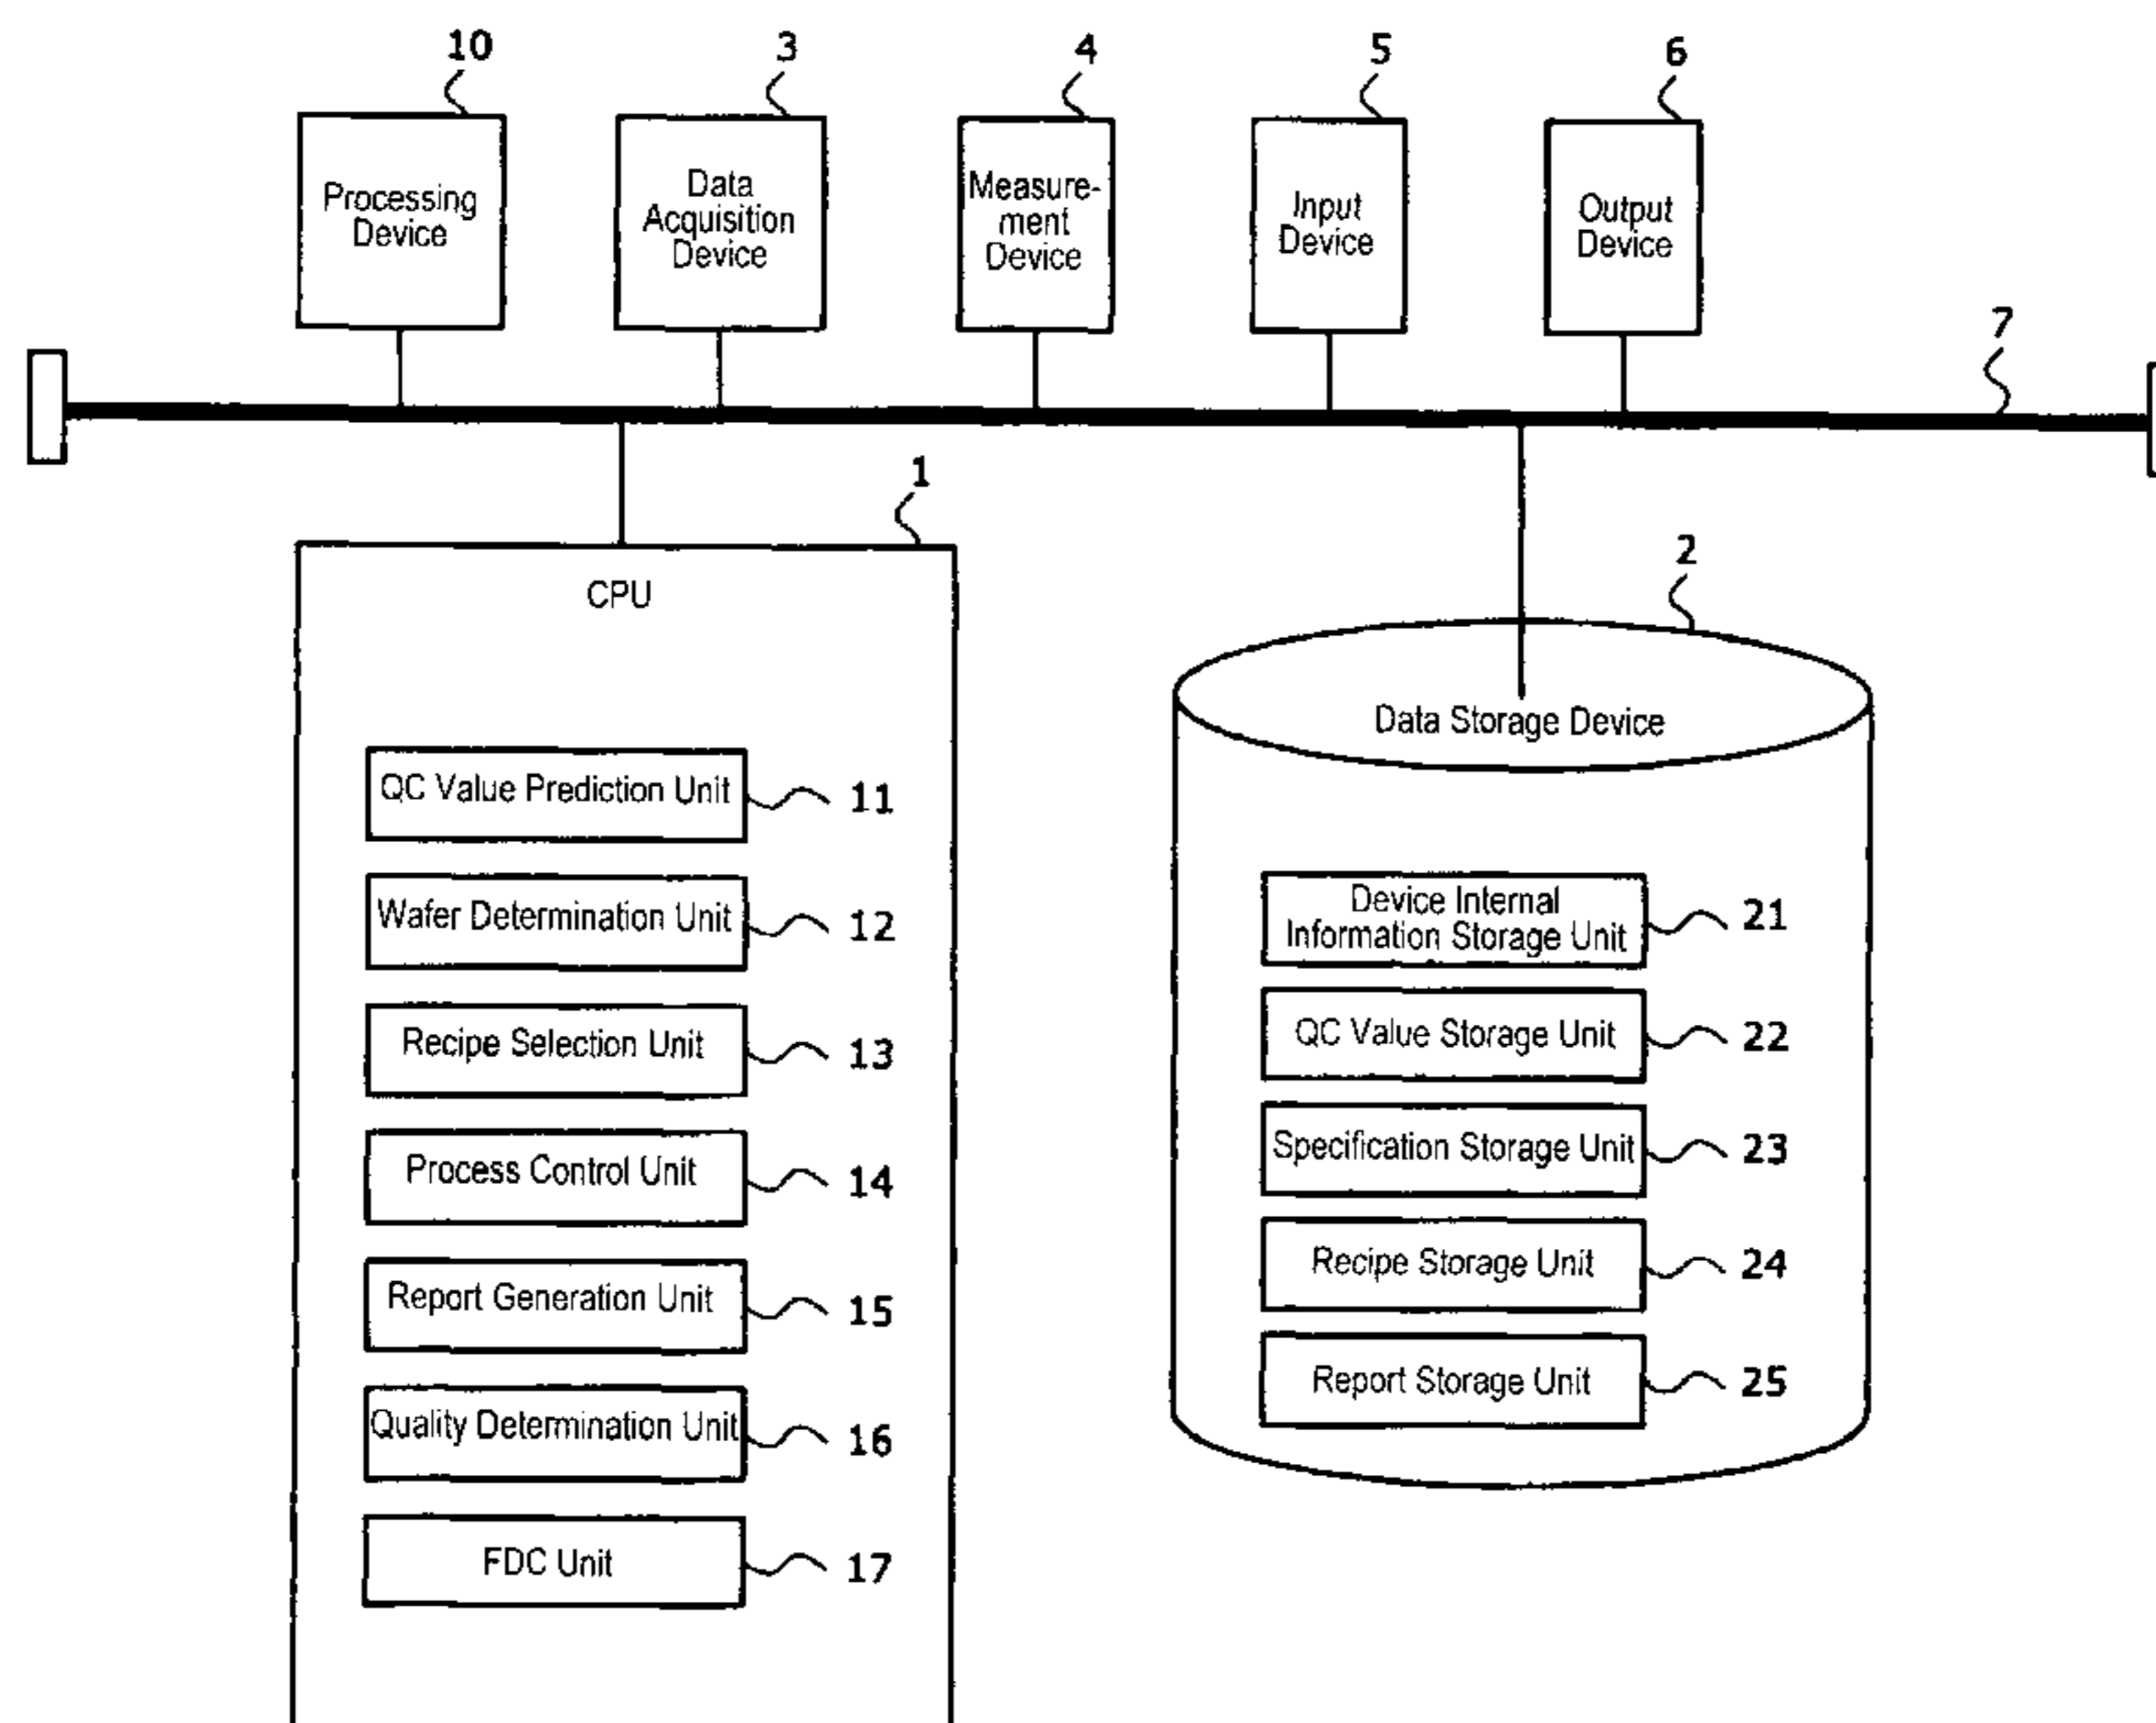 10
3
4
5
6
Processing
Device
Data
Acquisition
Device
Measure-
ment
Device
Input
Device
Output
Device
7
1
CPU
2
Data Storage Device
QC Value Prediction Unit
11
Wafer Determination Unit
12
Recipe Selection Unit
13
Process Control Unit
14
Report Generation Unit
15
Quality Determination Unit
16
FDC Unit
17
Device Internal
Information Storage Unit
21
QC Value Storage Unit
22
Specification Storage Unit
23
Recipe Storage Unit
24
Report Storage Unit
25